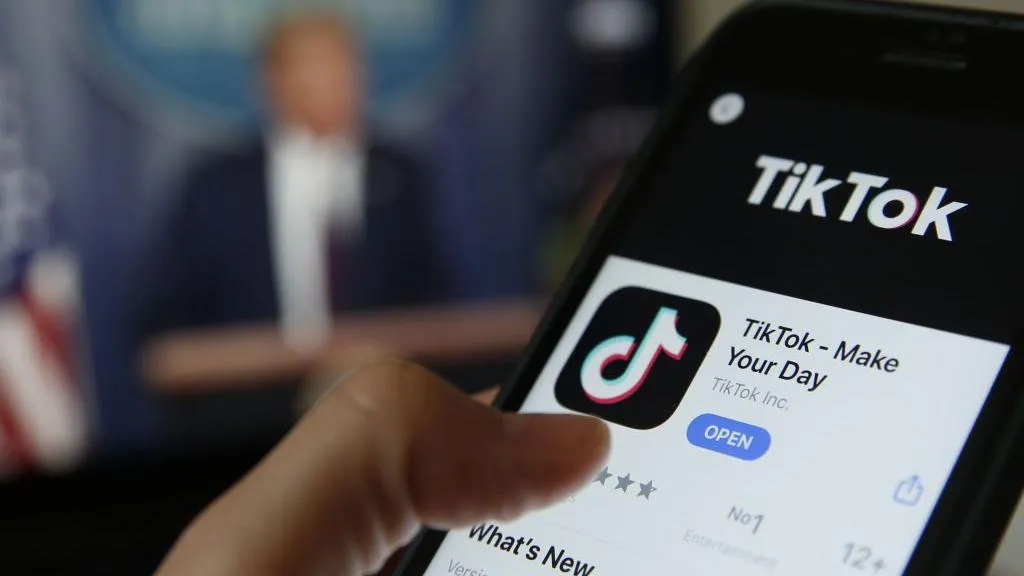 TikTok
TikTok - Make
Your Day
TikTok Inc.
OPEN
No1
Entertainment
12+
What's New